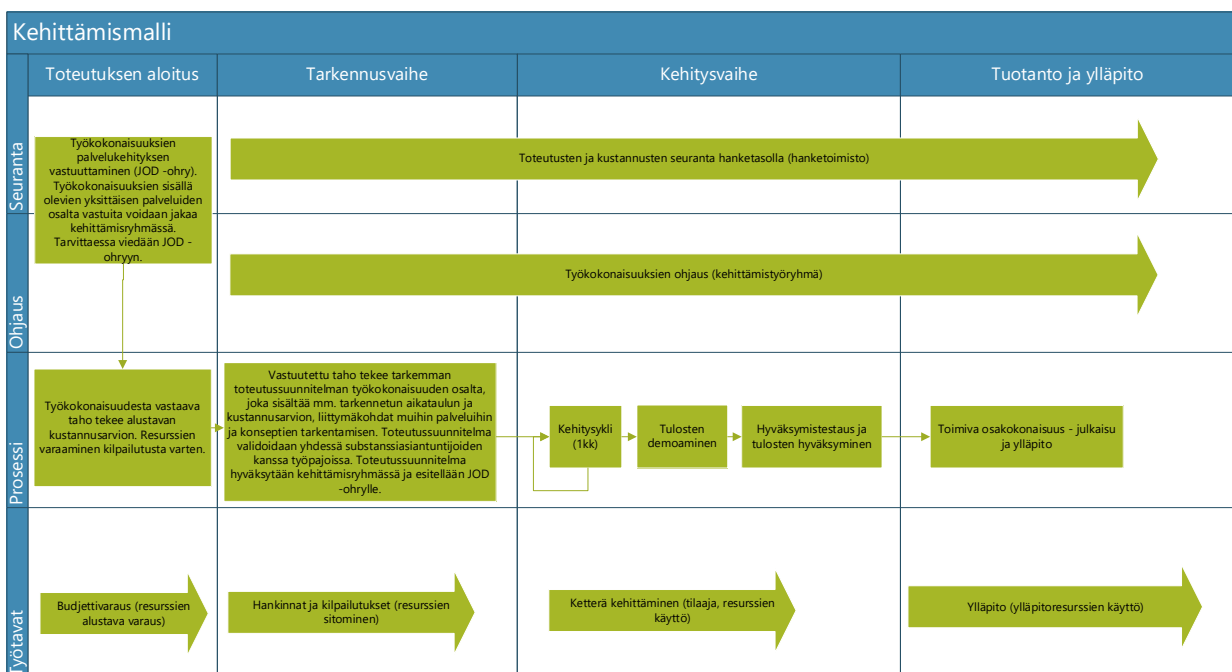 Kehittämismalli
Toteutuksen aloitus
Tarkennusvaihe
Kehitysvaihe
Tuotanto ja ylläpito
Seuranta
Työkokonaisuuksien
palvelukehityksen
vastuuttaminen (JOD -ohry).
Työkokonaisuuksien sisällä
olevien yksittäisen palveluiden
osalta vastuita voidaan jakaa
kehittämisryhmässä.
Tarvittaessa viedään JOD -
ohryyn.
Toteutusten ja kustannusten seuranta hanketasolla (hanketoimisto)
Ohjaus
Työkokonaisuuksien ohjaus (kehittämistyöryhmä)
Prosessi
Työkokonaisuudesta vastaava
taho tekee alustavan
kustannusarvion. Resurssien
varaaminen kilpailutusta varten.
Vastuutettu taho tekee tarkemman
toteutussuunnitelman työkokonaisuuden osalta,
joka sisältää mm. tarkennetun aikataulun ja
kustannusarvion, liittymäkohdat muihin palveluihin
ja konseptien tarkentamisen. Toteutussuunnitelma
validoidaan yhdessä substanssiasiantuntijoiden
kanssa työpajoissa. Toteutussuunnitelma
hyväksytään kehittämisryhmässä ja esitellään JOD
-ohrylle.
Kehitysykli
(1kk)
Tulosten
demoaminen
Hyväksymistestaus ja
tulosten hyväksyminen
Toimiva osakokonaisuus - julkaisu
ja ylläpito
Työtavat
Budjettivaraus (resurssien
alustava varaus)
Hankinnat ja kilpailutukset (resurssien
sitominen)
Ketterä kehittäminen (tilaaja, resurssien
käyttö)
Ylläpito (ylläpitoresurssien käyttö)